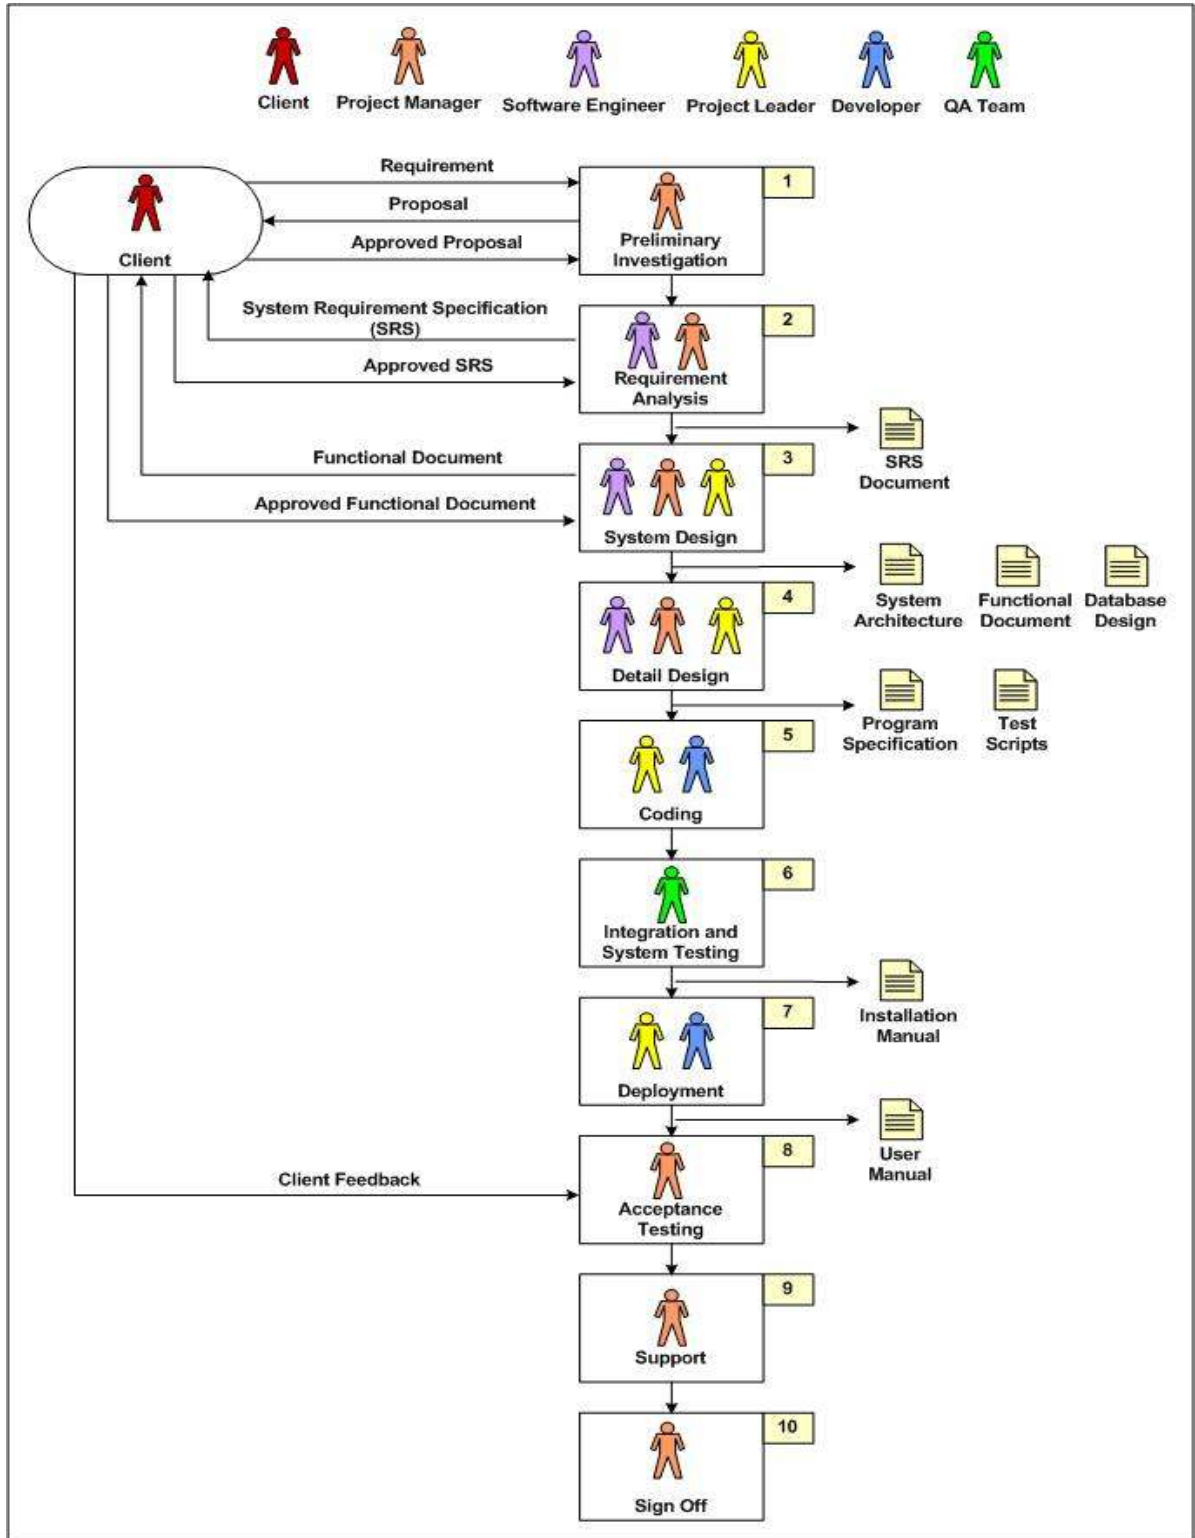 Client
Project Manager
Software Engineer
Project Leader
Developer
QA Team
Requirement
Proposal
Approved Proposal
Client
1
Preliminary
Investigation
System Requirement Specification
(SRS)
Approved SRS
2
Requirement
Analysis
SRS
Document
Functional Document
Approved Functional Document
3
System Design
System
Architecture
Functional
Document
Database
Design
4
Detail Design
Program
Specification
Test
Scripts
5
Coding
6
Integration and
System Testing
Installation
Manual
7
Deployment
User
Manual
Client Feedback
8
Acceptance
Testing
9
Support
10
Sign Off